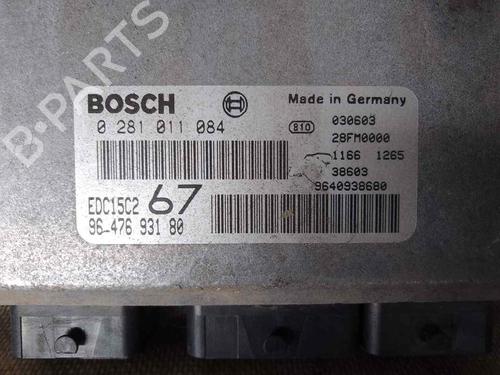 B-PARTS
BOSCH
Made in Germany
0 281 011 084
810
030603
28FM0000
1166 1265
38603
9640938680
EDC15C2
67
96-476 931 80